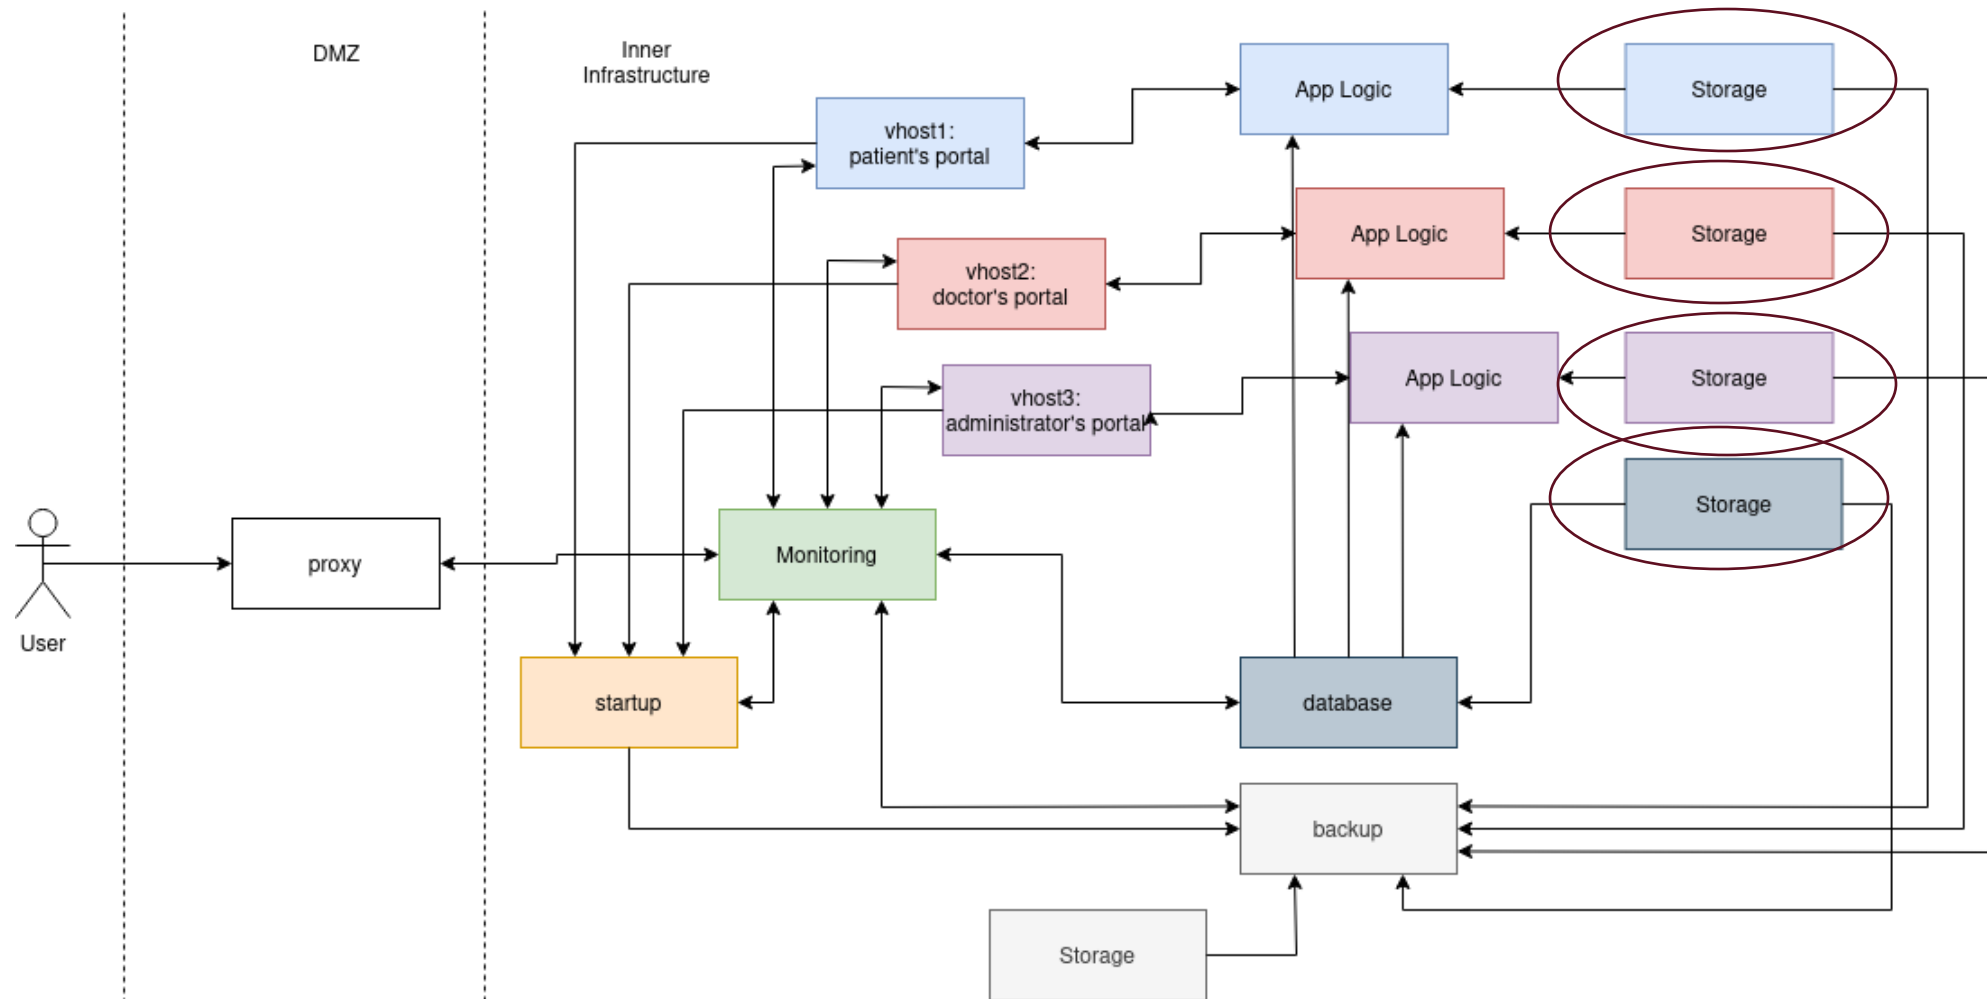 DMZ
Inner
Infrastructure
App Logic
Storage
vhost1:
patient's portal
App Logic
Storage
vhost2:
doctor's portal
App Logic
Storage
vhost3:
administrator's portal
Storage
proxy
Monitoring
User
startup
database
backup
Storage